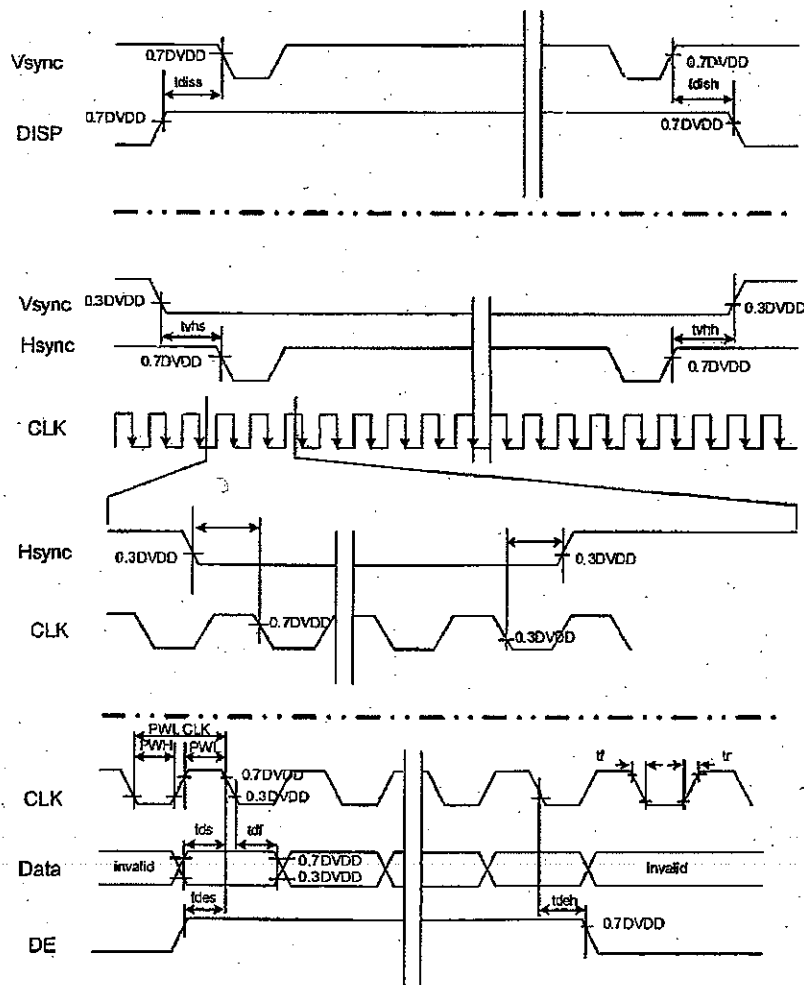 Vsync
0.7DVDD
0.7DVDD
tdiss
tdish
0.7DVDD
0.7DVDD
DISP
Vsync
0.3DVDD
0.3DVDD
tvhs
tvhh
Hsync
0.7DVDD
0.7DVDD
CLK
Hsync
0.3DVDD
0.3DVDD
CLK
0.7DVDD
0.3DVDD
PWL CLK
PWH
PWL
tf
tr
0.7DVDD
0.3DVDD
CLK
tds
tdf
Data
invalid
0.7DVDD
0.3DVDD
invalid
tdes
tdeh
0.7DVDD
DE